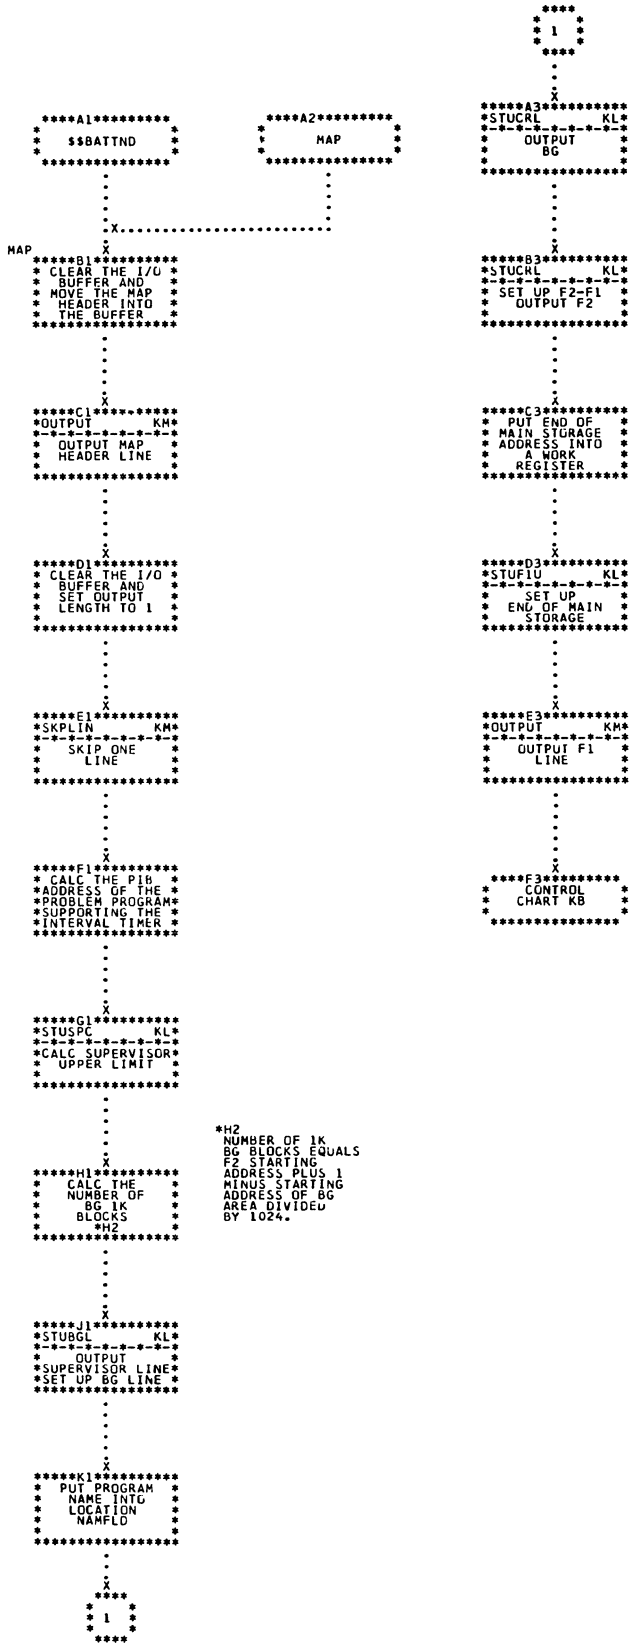 ****A1*********
$$BATTND
****A2*********
MAP
MAP
*****B1**********
CLEAR THE I/O
BUFFER AND
MOVE THE MAP
HEADER INTO
THE BUFFER
*****C1**********
*OUTPUT KM*
*-*-*-*-*-*-*-*-*
OUTPUT MAP
HEADER LINE
*****D1**********
CLEAR THE I/O
BUFFER AND
SET OUTPUT
LENGTH TO 1
*****E1**********
*SKPLIN KM*
*-*-*-*-*-*-*-*-*
SKIP ONE
LINE
*****F1**********
CALC THE PIB
*ADDRESS OF THE *
*PROBLEM PROGRAM*
*SUPPORTING THE *
*INTERVAL TIMER *
*****G1**********
*STUSPC KL*
*-*-*-*-*-*-*-*-*
*CALC SUPERVISOR*
UPPER LIMIT
*****H1**********
CALC THE
NUMBER OF
BG 1K
BLOCKS
*H2
*H2
NUMBER OF 1K
BG BLOCKS EQUALS
F2 STARTING
ADDRESS PLUS 1
MINUS STARTING
ADDRESS OF BG
AREA DIVIDED
BY 1024.
*****J1**********
*STUBGL KL*
*-*-*-*-*-*-*-*-*
OUTPUT
*SUPERVISOR LINE*
*SET UP BG LINE *
*****K1**********
PUT PROGRAM
NAME INTO
LOCATION
NAMFLD
1
1
*****A3**********
*STUCRL KL*
*-*-*-*-*-*-*-*-*
OUTPUT
BG
*****B3**********
*STUCRL KL*
*-*-*-*-*-*-*-*-*
SET UP F2-F1
OUTPUT F2
*****C3**********
PUT END OF
MAIN STORAGE
ADDRESS INTO
A WORK
REGISTER
*****D3**********
*STUF1U KL*
*-*-*-*-*-*-*-*-*
SET UP
END OF MAIN
STORAGE
*****E3**********
*OUTPUT KM*
*-*-*-*-*-*-*-*-*
OUTPUT F1
LINE
****F3*********
CONTROL
CHART KB